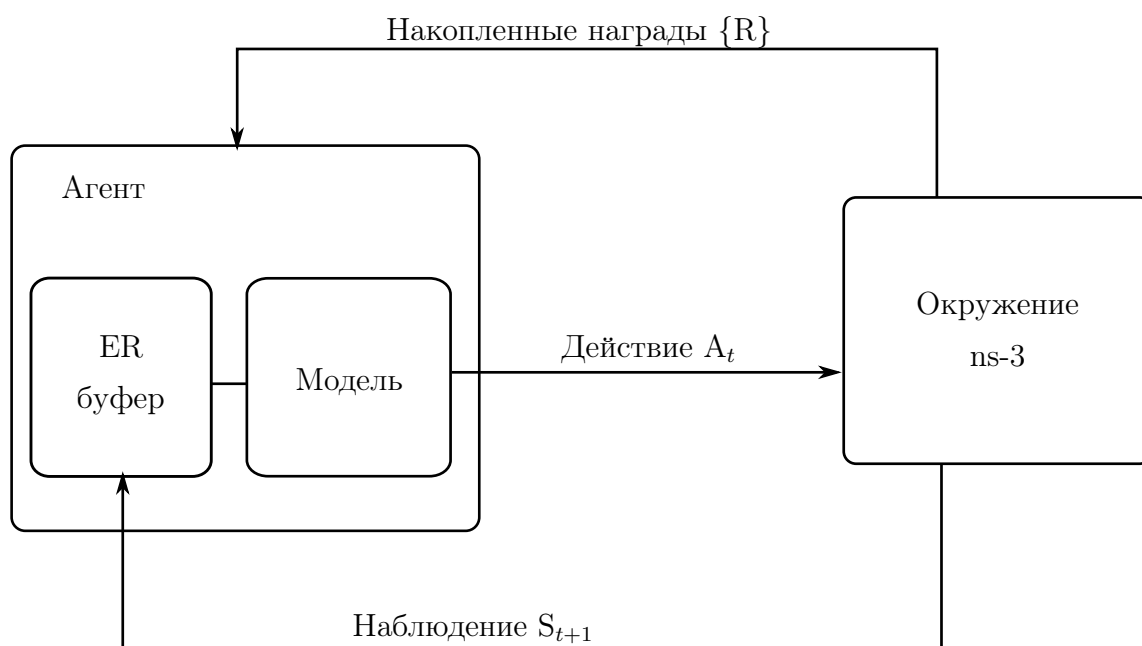 Накопленные награды {R}
Агент
ER
буфер
Модель
Действие A_t
Окружение
ns-3
Наблюдение S_{t+1}